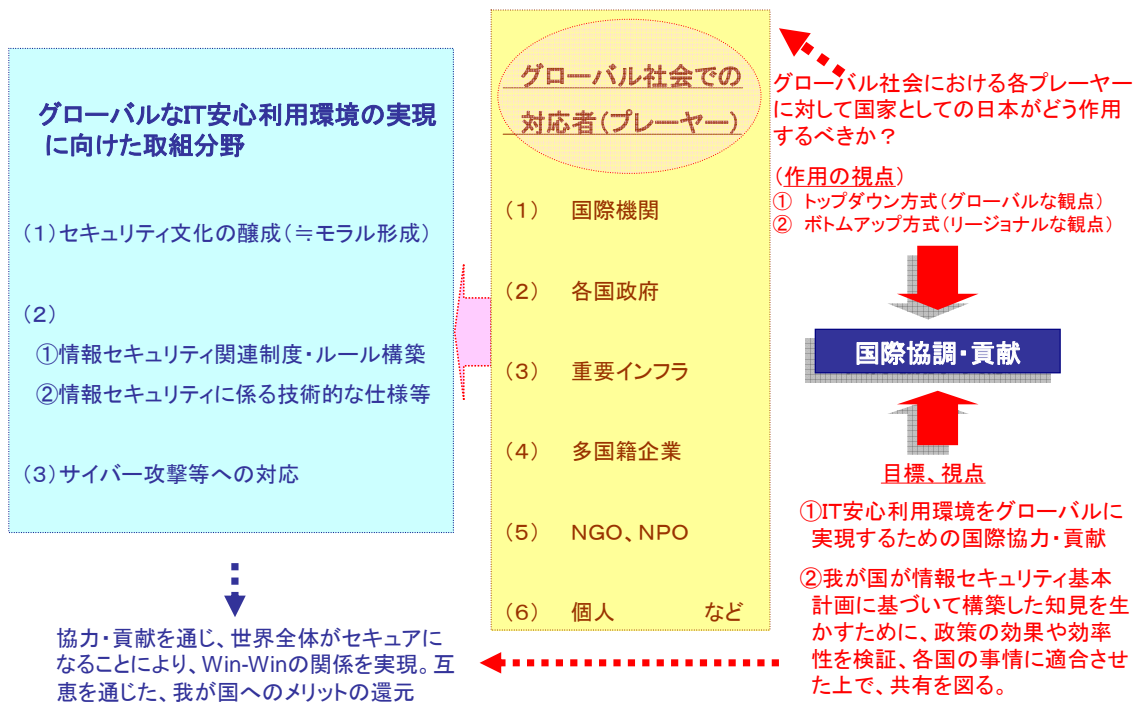 グローバルなIT安心利用環境の実現
に向けた取組分野
(1)セキュリティ文化の醸成(≒モラル形成)
(2)
①情報セキュリティ関連制度・ルール構築
②情報セキュリティに係る技術的な仕様等
(3)サイバー攻撃等への対応
協力・貢献を通じ、世界全体がセキュアに
なることにより、Win-Winの関係を実現。互
恵を通じた、我が国へのメリットの還元
グローバル社会での
対応者(プレーヤー)
(1) 国際機関
(2) 各国政府
(3) 重要インフラ
(4) 多国籍企業
(5) NGO、NPO
(6) 個人 など
グローバル社会における各プレーヤー
に対して国家としての日本がどう作用
するべきか?
(作用の視点)
① トップダウン方式(グローバルな観点)
② ボトムアップ方式(リージョナルな観点)
国際協調・貢献
目標、視点
①IT安心利用環境をグローバルに
実現するための国際協力・貢献
②我が国が情報セキュリティ基本
計画に基づいて構築した知見を生
かすために、政策の効果や効率
性を検証、各国の事情に適合させ
た上で、共有を図る。